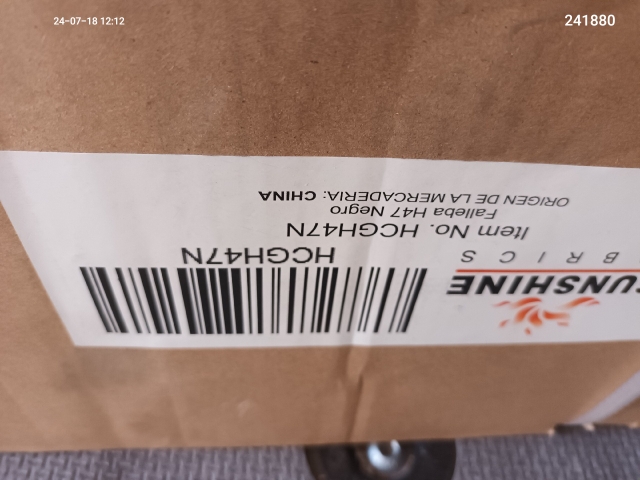 24-07-18 12:12
241880
SUNSHINE
BRICS
HCGH47N
Item No. HCGH47N
Falleba H47 Negro
ORIGEN DE LA MERCADERIA: CHINA